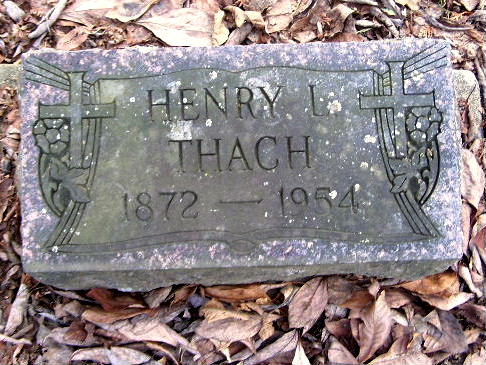 HENRY L.
THACH
1872 — 1954